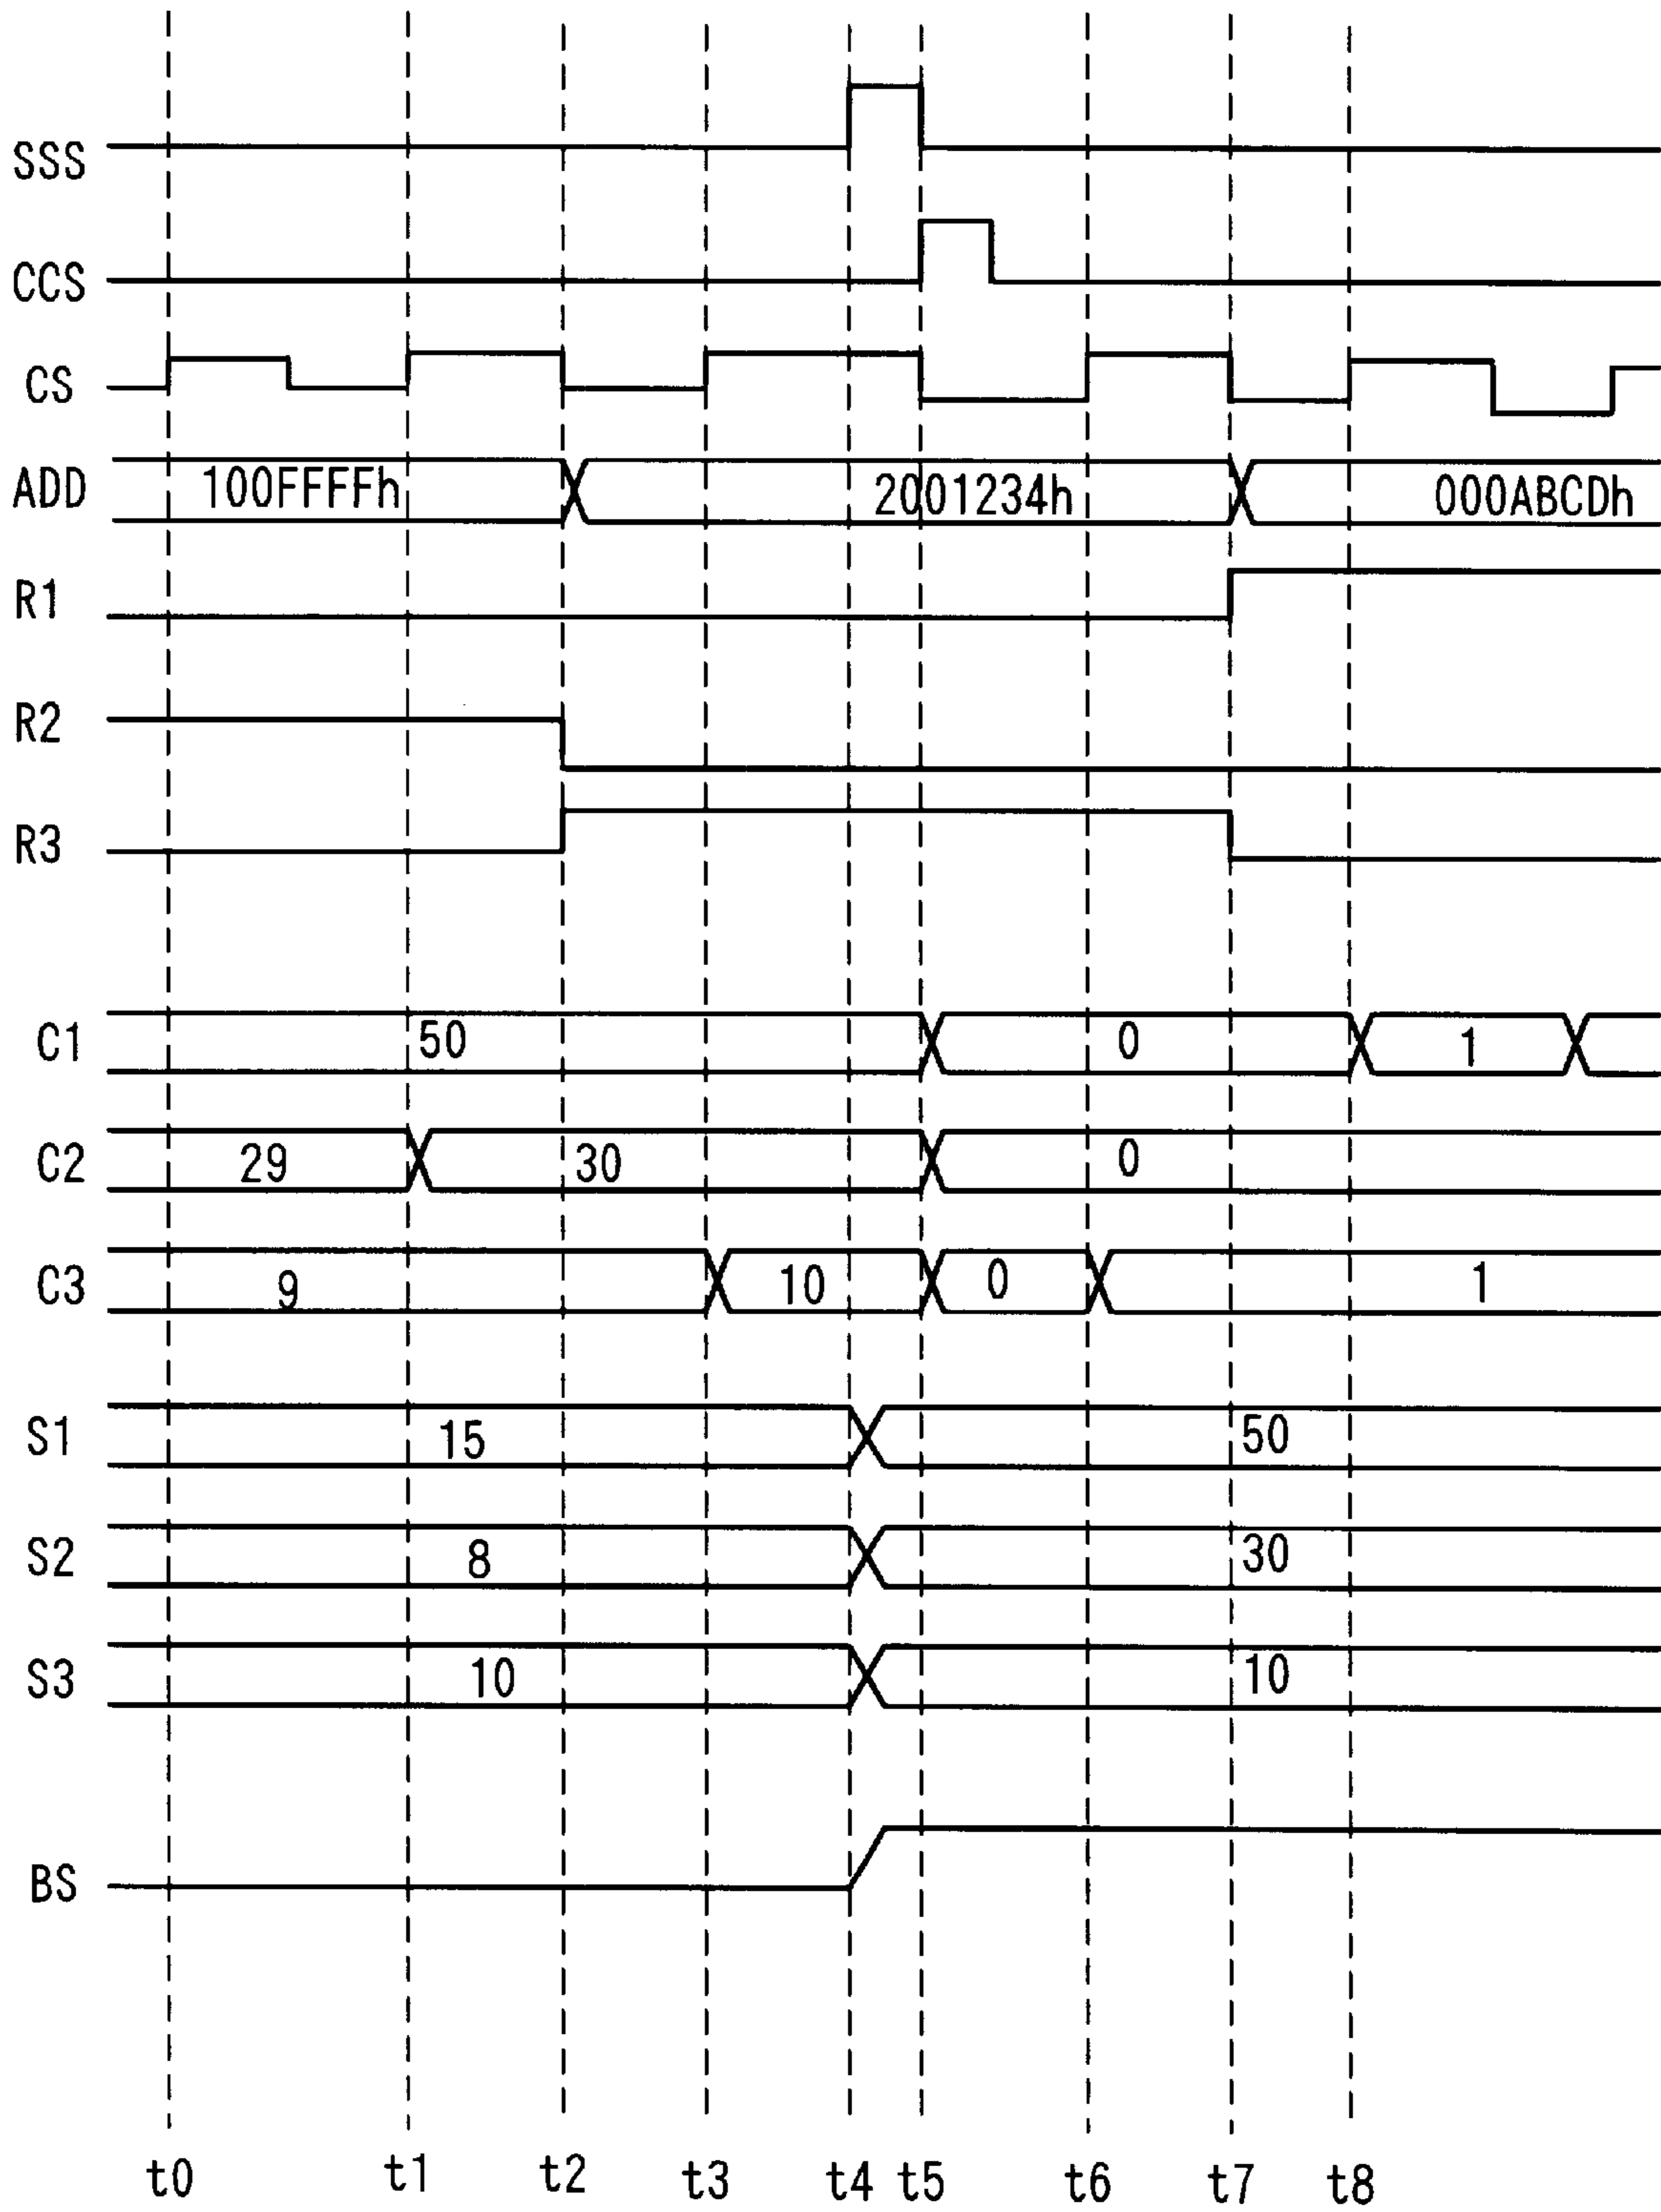 SSS
CCS
CS
ADD 100FFFFh 2001234h 000ABCDh
R1
R2
R3
C1 50 0 1
C2 29 30 0
C3 9 10 0 1
S1 15 50
S2 8 30
S3 10 10
BS
t0 t1 t2 t3 t4 t5 t6 t7 t8